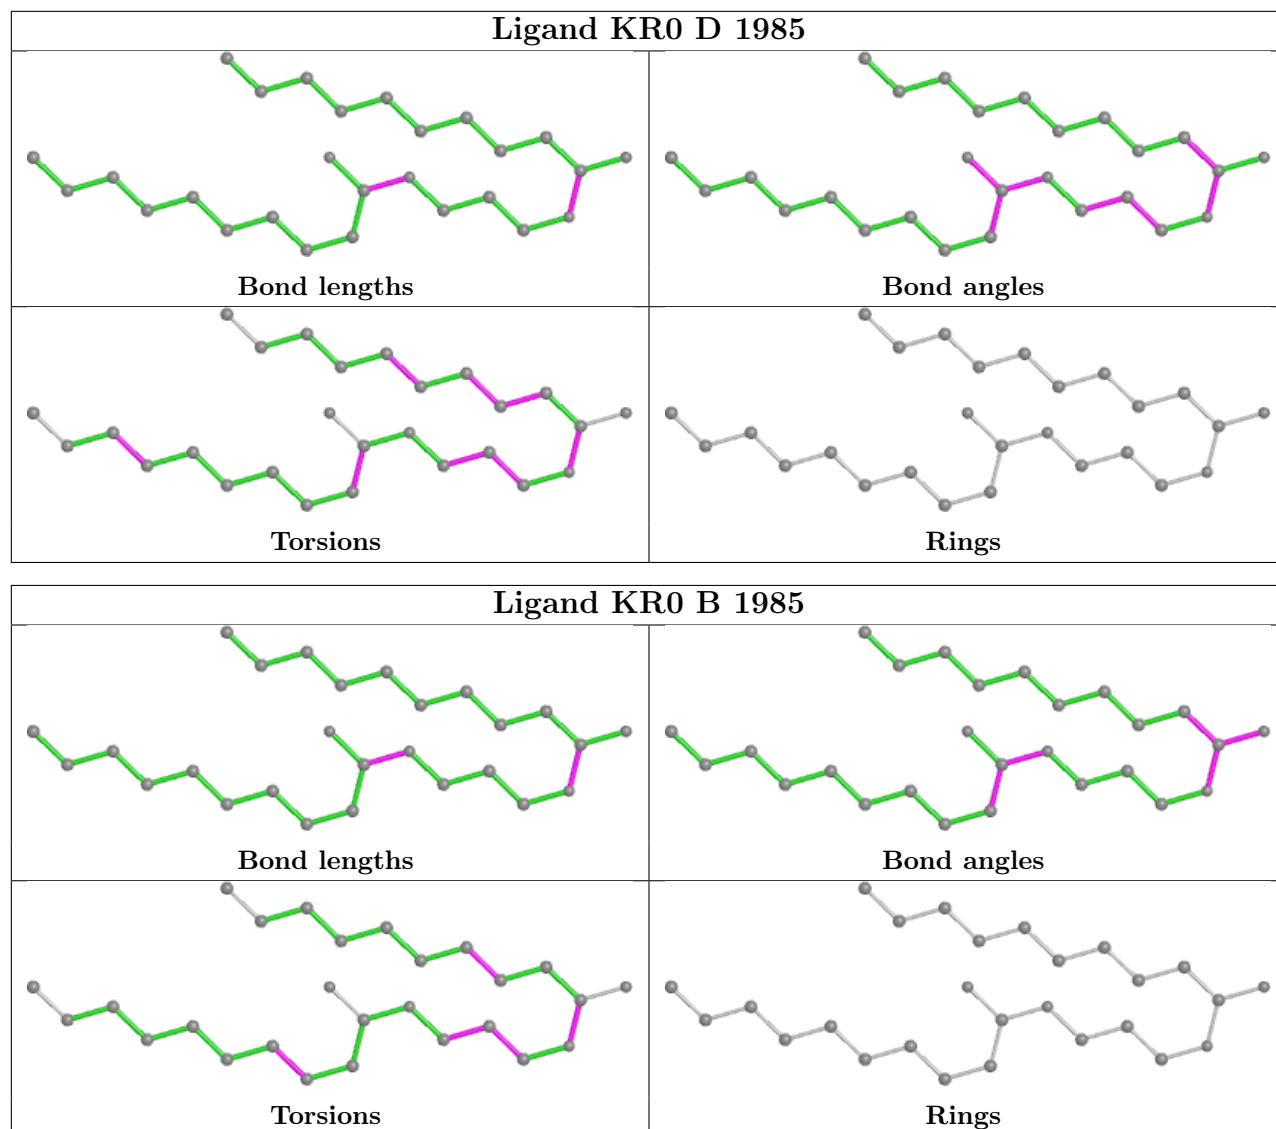 Ligand KR0 D 1985
Bond lengths
Bond angles
Torsions
Rings
Ligand KR0 B 1985
Bond lengths
Bond angles
Torsions
Rings